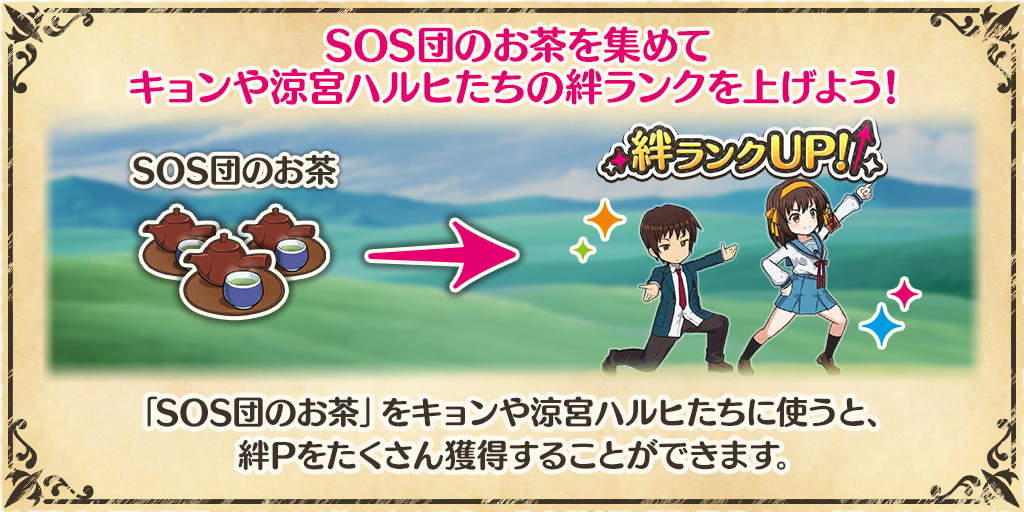 SOS団のお茶を集めて
キョンや涼宮ハルヒたちの絆ランクを上げよう!
SOS団のお茶
絆ランクUP!
「SOS団のお茶」をキョンや涼宮ハルヒたちに使うと、
絆Pをたくさん獲得することができます。